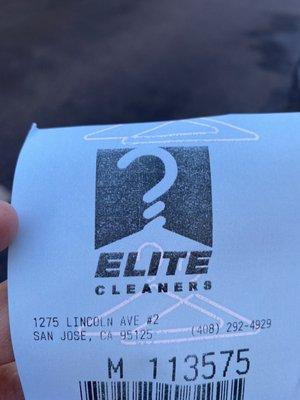 ELITE
CLEANERS
1275 LINCOLN AVE #2
SAN JOSE, CA 95125 (408) 292-4929
M 113575